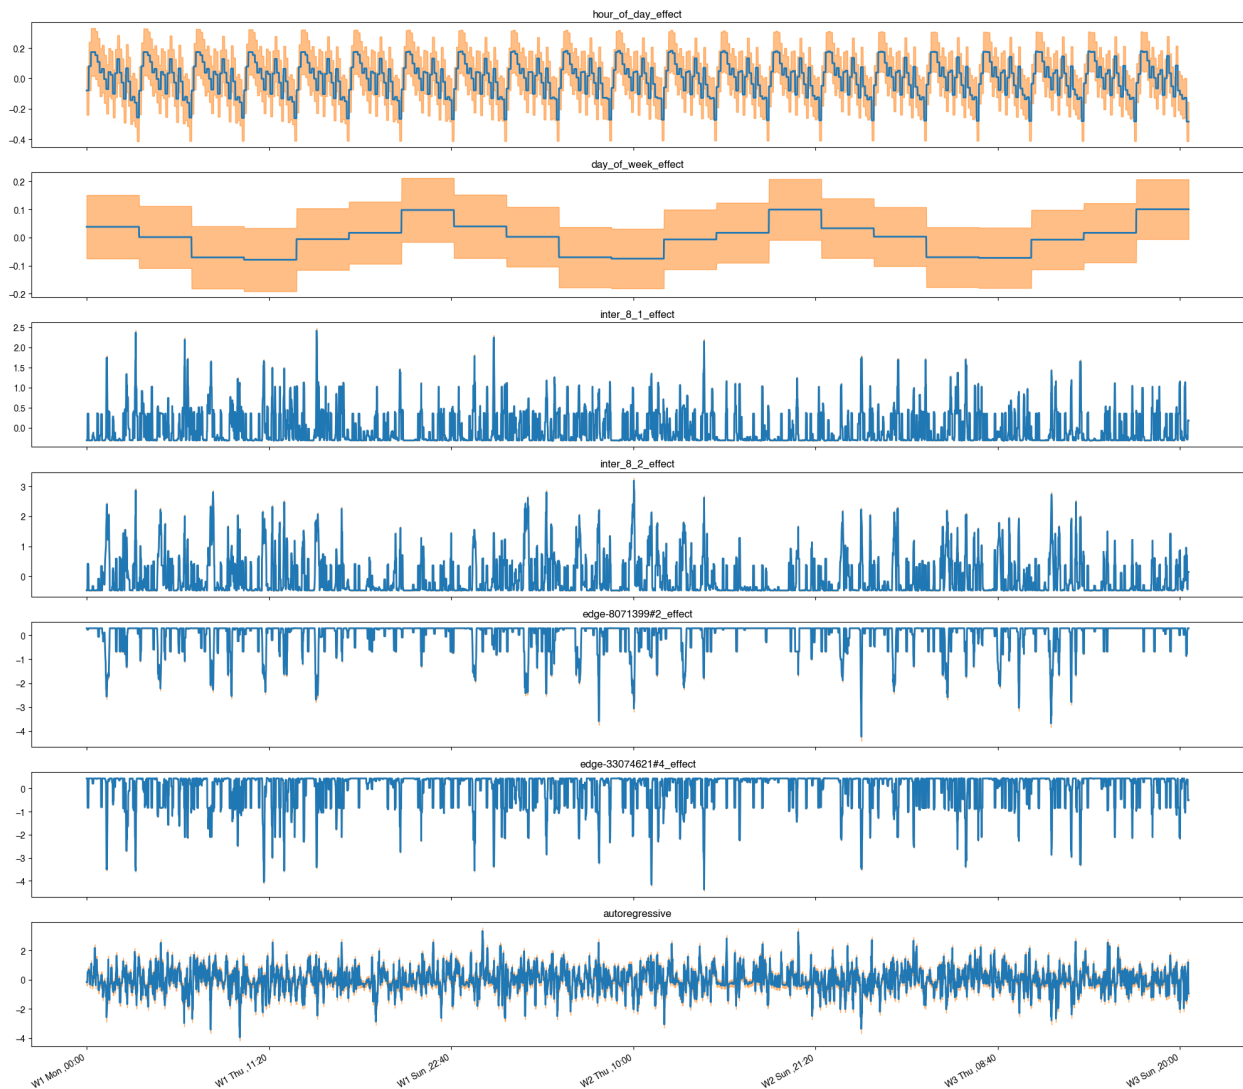 hour_of_day_effect
0.2
0.0
−0.2
−0.4
day_of_week_effect
0.2
0.1
0.0
−0.1
−0.2
inter_8_1_effect
2.5
2.0
1.5
1.0
0.5
0.0
inter_8_2_effect
3
2
1
0
edge-8071399#2_effect
0
−1
−2
−3
−4
edge-33074621#4_effect
0
−1
−2
−3
−4
autoregressive
2
0
−2
−4
W1 Mon ,00:00
W1 Thu ,11:20
W1 Sun ,22:40
W2 Thu ,10:00
W2 Sun ,21:20
W3 Thu ,08:40
W3 Sun ,20:00